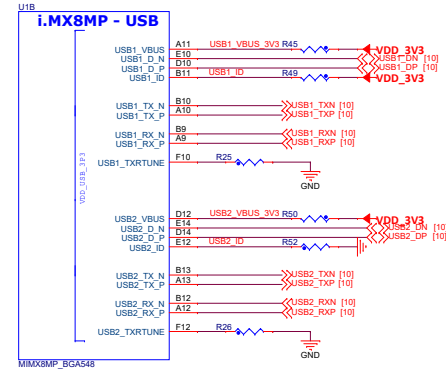 U1B
i.MX8MP - USB
USB1_VBUS A11 USB1_VBUS_3V3 R45 VDD_3V3
USB1_D_N E10 USB1_DN [10]
USB1_D_P D10 USB1_DP [10]
USB1_ID B11 USB1_ID R49 VDD_3V3
USB1_TX_N B10 USB1_TXN [10]
USB1_TX_P A10 USB1_TXP [10]
USB1_RX_N B9 USB1_RXN [10]
USB1_RX_P A9 USB1_RXP [10]
USB1_TXRTUNE F10 R25
GND
VDD_USB_3P3
USB2_VBUS D12 USB2_VBUS_3V3 R50 VDD_3V3
USB2_D_N E14 USB2_DN [10]
USB2_D_P D14 USB2_DP [10]
USB2_ID E12 USB2_ID R52
USB2_TX_N B13 USB2_TXN [10]
USB2_TX_P A13 USB2_TXP [10]
USB2_RX_N B12 USB2_RXN [10]
USB2_RX_P A12 USB2_RXP [10]
USB2_TXRTUNE F12 R26
GND
MIMX8MP_BGA548